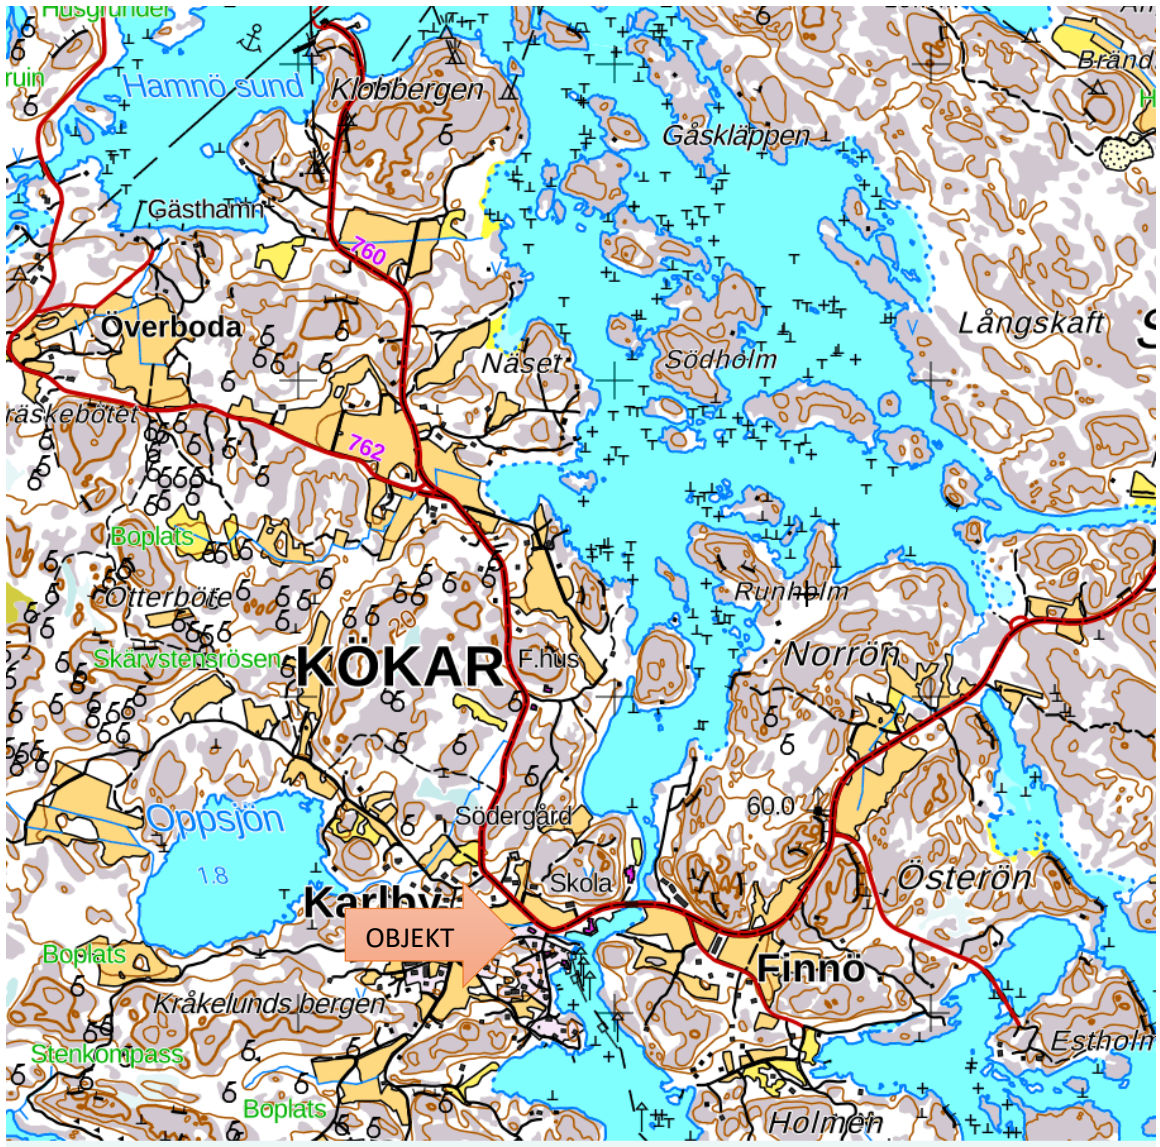 Husgrunder
Hamnö sund
ruin
Klobbergen
Gåskläppen
Gästhamn
760
Överboda
Näset
Södholm
Långskaft
räskebötet
762
Boplats
Otterböte
20
Runholm
Skärvstensrösen
KÖKAR
F.hus
Norrön
Oppsjön
1.8
Södergård
60.0
Skola
Österön
Karlby
OBJEKT
Boplats
Finnö
Kråkelunds bergen
Stenkompass
Estholm
Boplats
Holmen